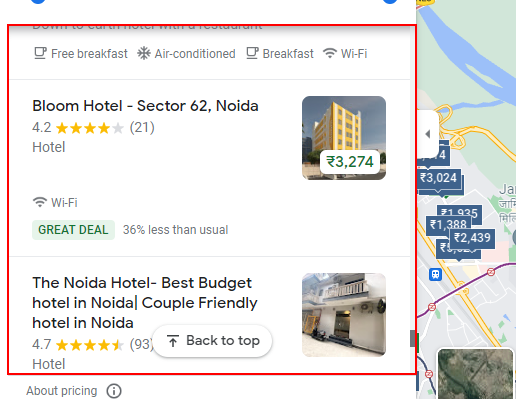 Down to earth hotel with a restaurant
Free breakfast Air-conditioned Breakfast Wi-Fi
Bloom Hotel - Sector 62, Noida
4.2 (21)
Hotel
₹3,274
Wi-Fi
GREAT DEAL 36% less than usual
The Noida Hotel- Best Budget
hotel in Noida| Couple Friendly
hotel in Noida
4.7 (93)
Back to top
Hotel
About pricing
₹3,024
₹1,935
₹1,388
₹2,439